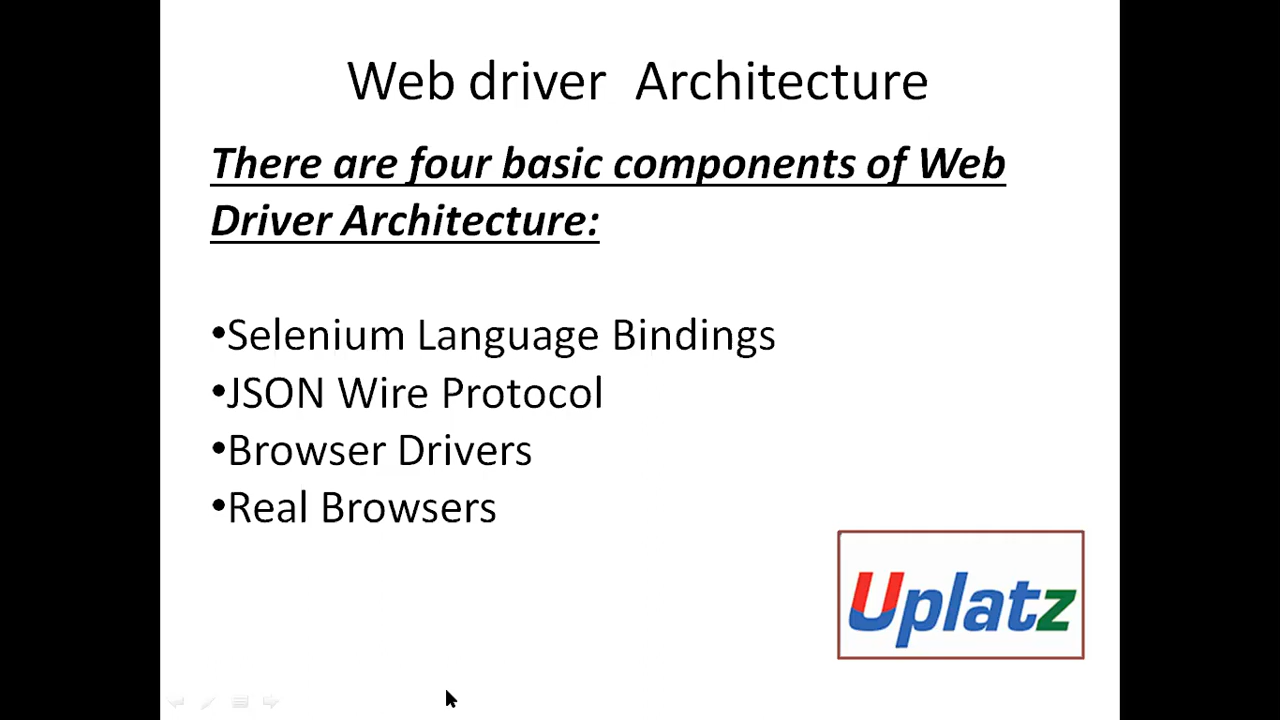 Web driver Architecture
There are four basic components of Web
Driver Architecture:
•Selenium Language Bindings
•JSON Wire Protocol
•Browser Drivers
•Real Browsers
Uplatz